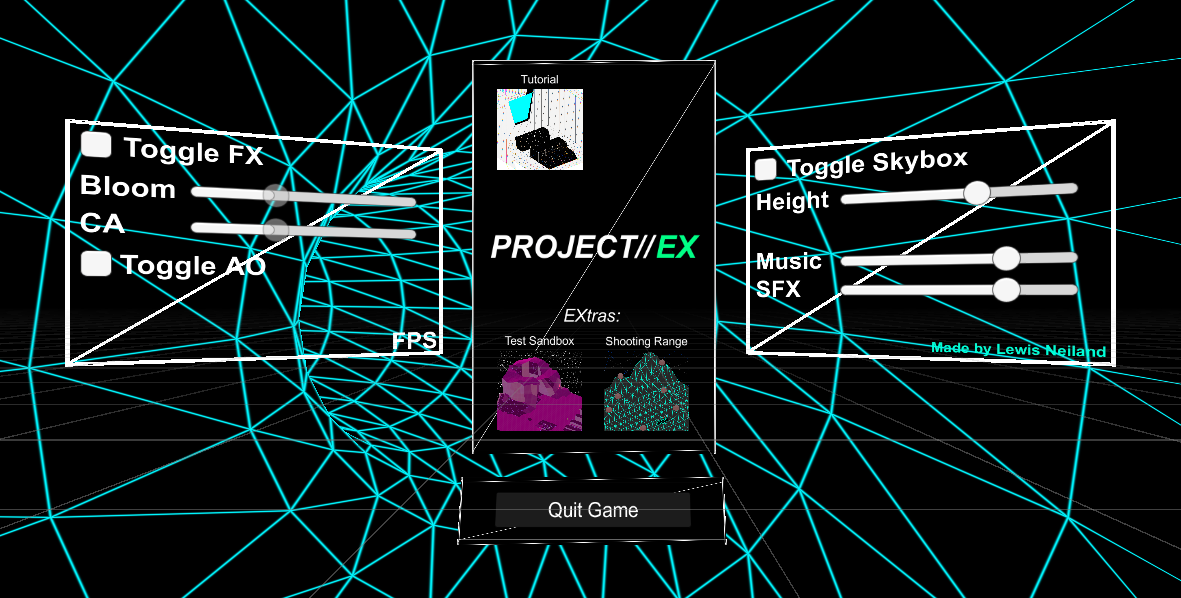 Toggle FX
Bloom
CA
Toggle AO
FPS
Tutorial
PROJECT//EX
EXtras:
Test Sandbox
Shooting Range
Quit Game
Toggle Skybox
Height
Music
SFX
Made by Lewis Neiland